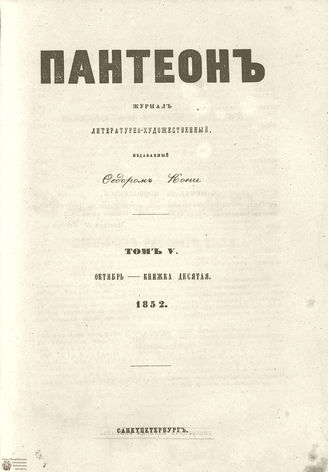 ПАНТЕОНЪ
ЖУРНАЛЪ
ЛИТЕРАТУРНО-ХУДОЖЕСТВЕННЫЙ,
ИЗДАВАЕМЫЙ
Ѳедоромъ Кони.
ТОМЪ V.
ОКТЯБРЬ — КНИЖКА ДЕСЯТАЯ.
1852.
САНКТПЕТЕРБУРГЪ.